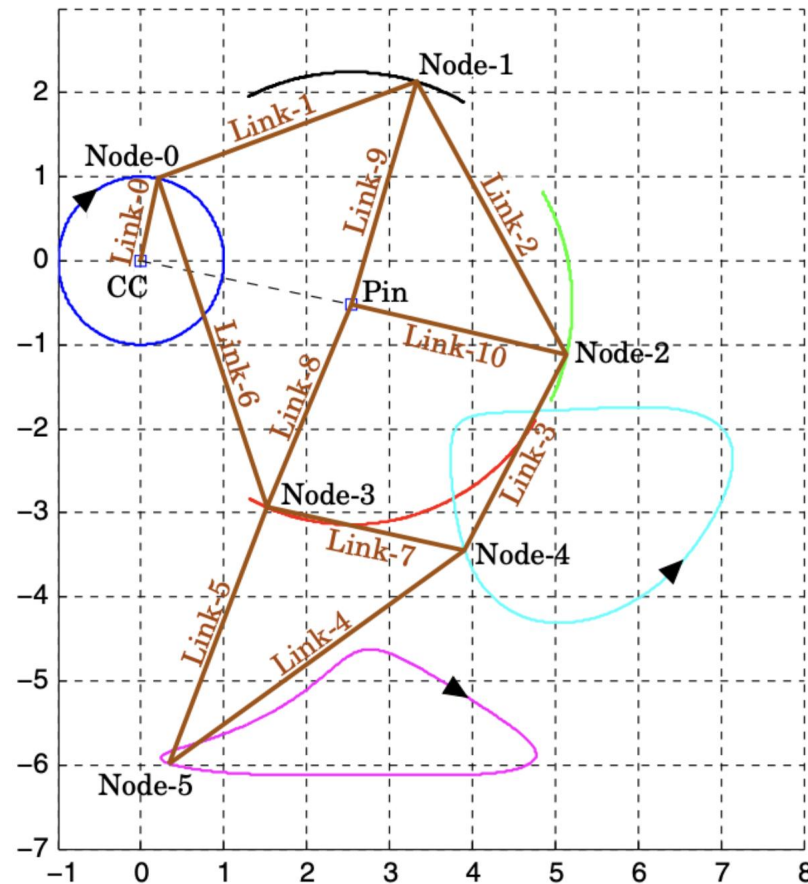 Node-1
2
Link-1
Node-0
Link-9
1
Link-0
Link-2
0
CC
Pin
Link-10
Node-2
−1
Link-6
Link-8
−2
Link-3
Node-3
−3
Link-7
Node-4
−4
Link-5
Link-4
−5
−6
Node-5
−7
−1 0 1 2 3 4 5 6 7 8